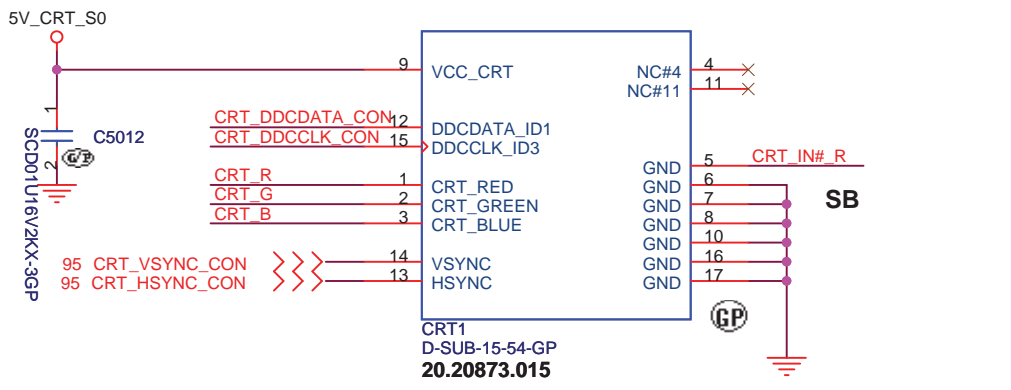 5V_CRT_S0
9 VCC_CRT
NC#4 4
NC#11 11
1
C5012
2
SCD01U16V2KX-3GP
G/P
CRT_DDCDATA_CON 12 DDCDATA_ID1
CRT_DDCCLK_CON 15 DDCCLK_ID3
CRT_R 1 CRT_RED
CRT_G 2 CRT_GREEN
CRT_B 3 CRT_BLUE
95 CRT_VSYNC_CON 14 VSYNC
95 CRT_HSYNC_CON 13 HSYNC
GND 5 CRT_IN#_R
GND 6
GND 7
GND 8
GND 10
GND 16
GND 17
SB
GP
CRT1
D-SUB-15-54-GP
20.20873.015